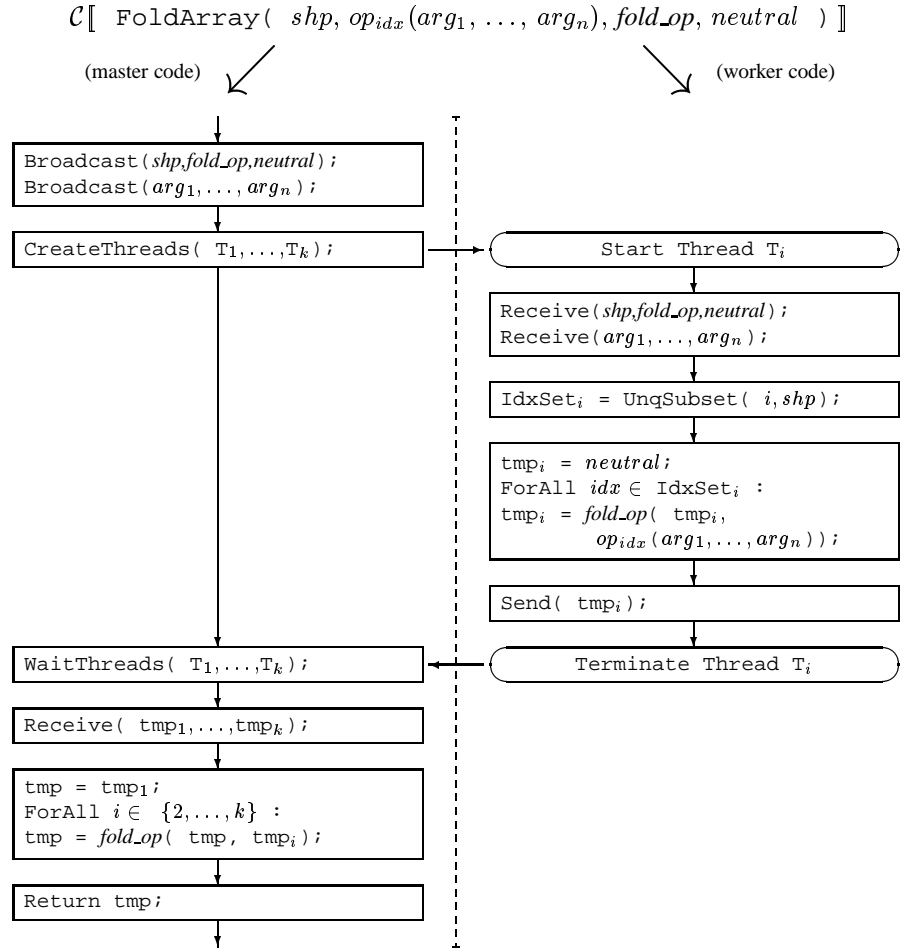 𝒞⟦ FoldArray( shp, op_idx(arg_1, ..., arg_n), fold_op, neutral ) ⟧
(master code)
(worker code)
Broadcast(shp,fold_op,neutral);
Broadcast(arg_1,...,arg_n);
CreateThreads( T_1,...,T_k);
Start Thread T_i
Receive(shp,fold_op,neutral);
Receive(arg_1,...,arg_n);
IdxSet_i = UnqSubset( i,shp);
tmp_i = neutral;
ForAll idx ∈ IdxSet_i :
tmp_i = fold_op( tmp_i,
op_idx(arg_1,...,arg_n));
Send( tmp_i);
Terminate Thread T_i
WaitThreads( T_1,...,T_k);
Receive( tmp_1,...,tmp_k);
tmp = tmp_1;
ForAll i ∈ {2,...,k} :
tmp = fold_op( tmp, tmp_i);
Return tmp;